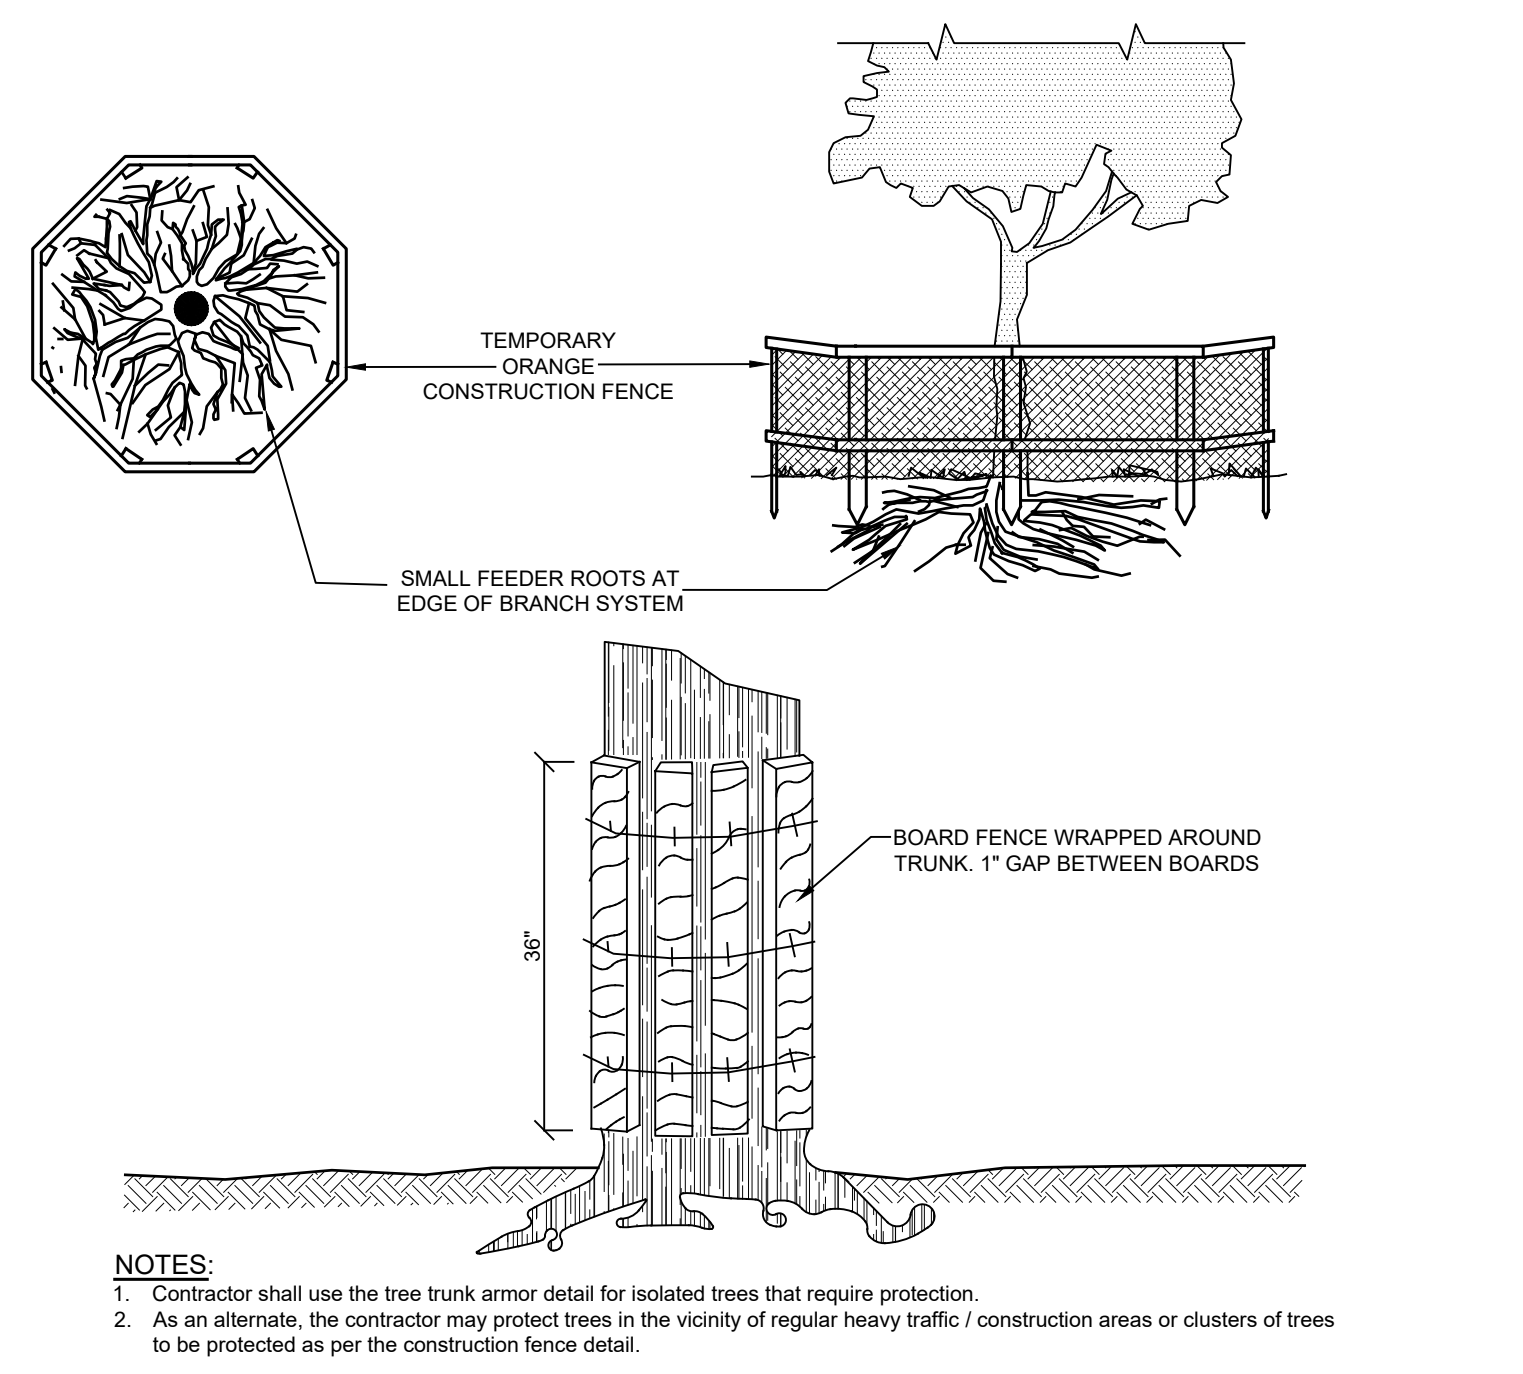 TEMPORARY
ORANGE
CONSTRUCTION FENCE
SMALL FEEDER ROOTS AT
EDGE OF BRANCH SYSTEM
BOARD FENCE WRAPPED AROUND
TRUNK. 1" GAP BETWEEN BOARDS
36"
NOTES:
1. Contractor shall use the tree trunk armor detail for isolated trees that require protection.
2. As an alternate, the contractor may protect trees in the vicinity of regular heavy traffic / construction areas or clusters of trees
to be protected as per the construction fence detail.